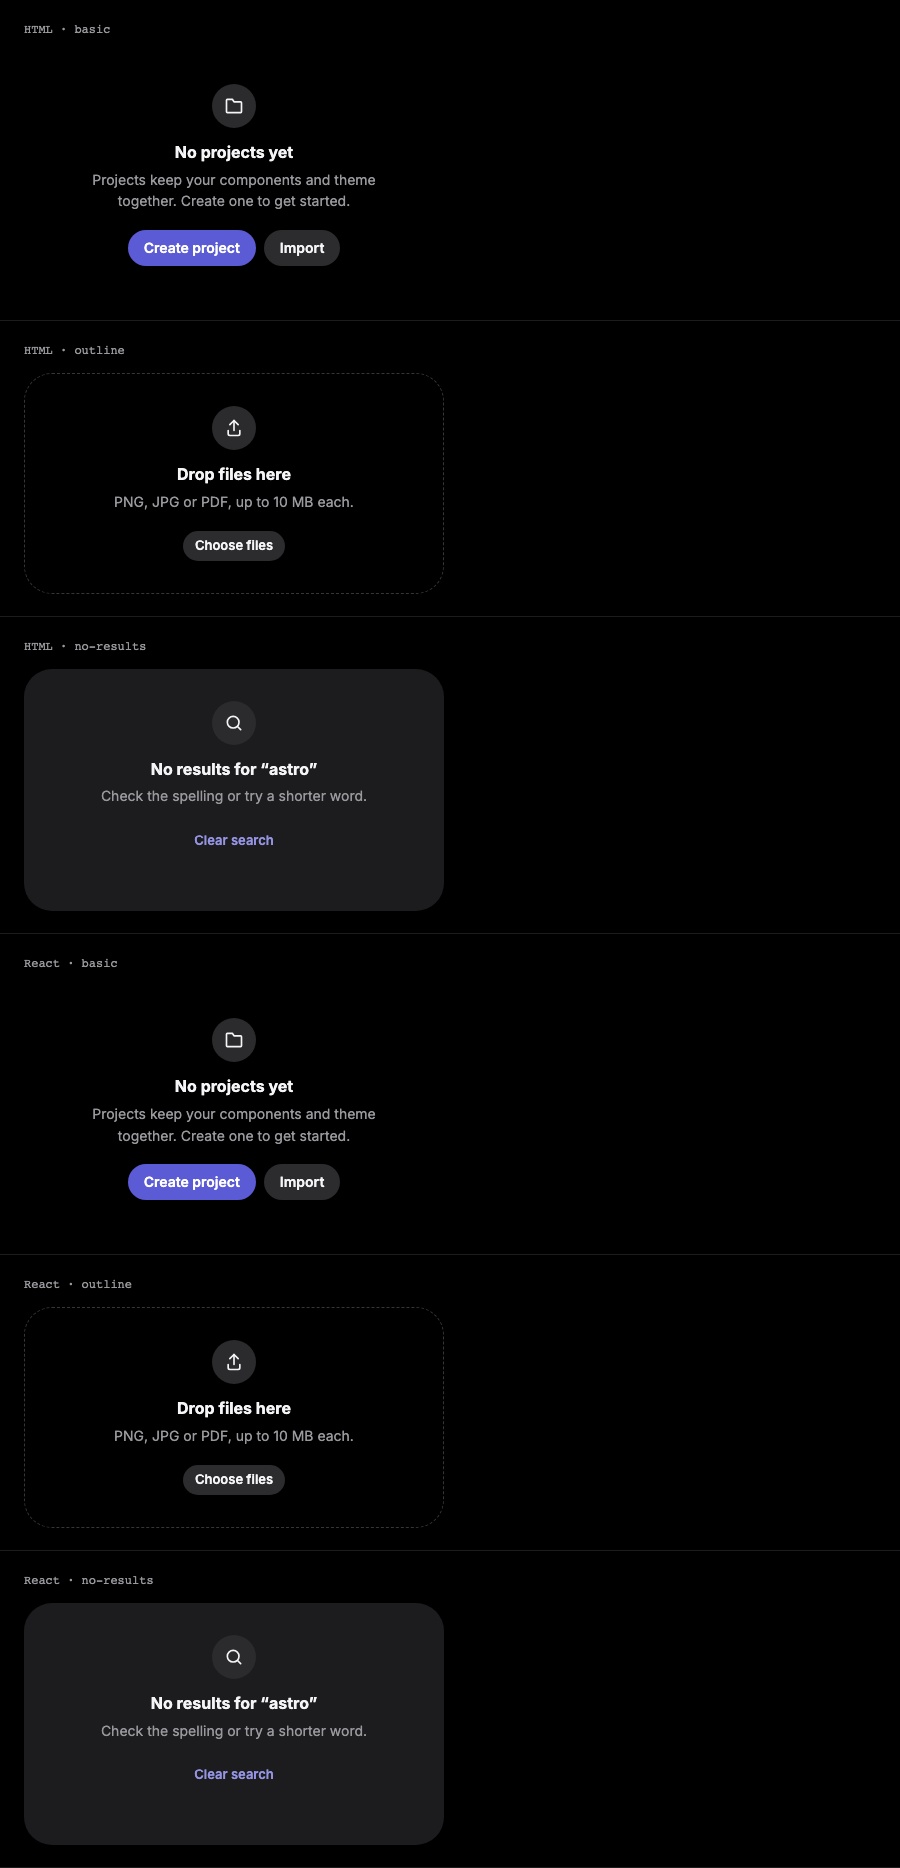 HTML · basic
No projects yet
Projects keep your components and theme
together. Create one to get started.
Create project Import
HTML · outline
Drop files here
PNG, JPG or PDF, up to 10 MB each.
Choose files
HTML · no-results
No results for “astro”
Check the spelling or try a shorter word.
Clear search
React · basic
No projects yet
Projects keep your components and theme
together. Create one to get started.
Create project Import
React · outline
Drop files here
PNG, JPG or PDF, up to 10 MB each.
Choose files
React · no-results
No results for “astro”
Check the spelling or try a shorter word.
Clear search